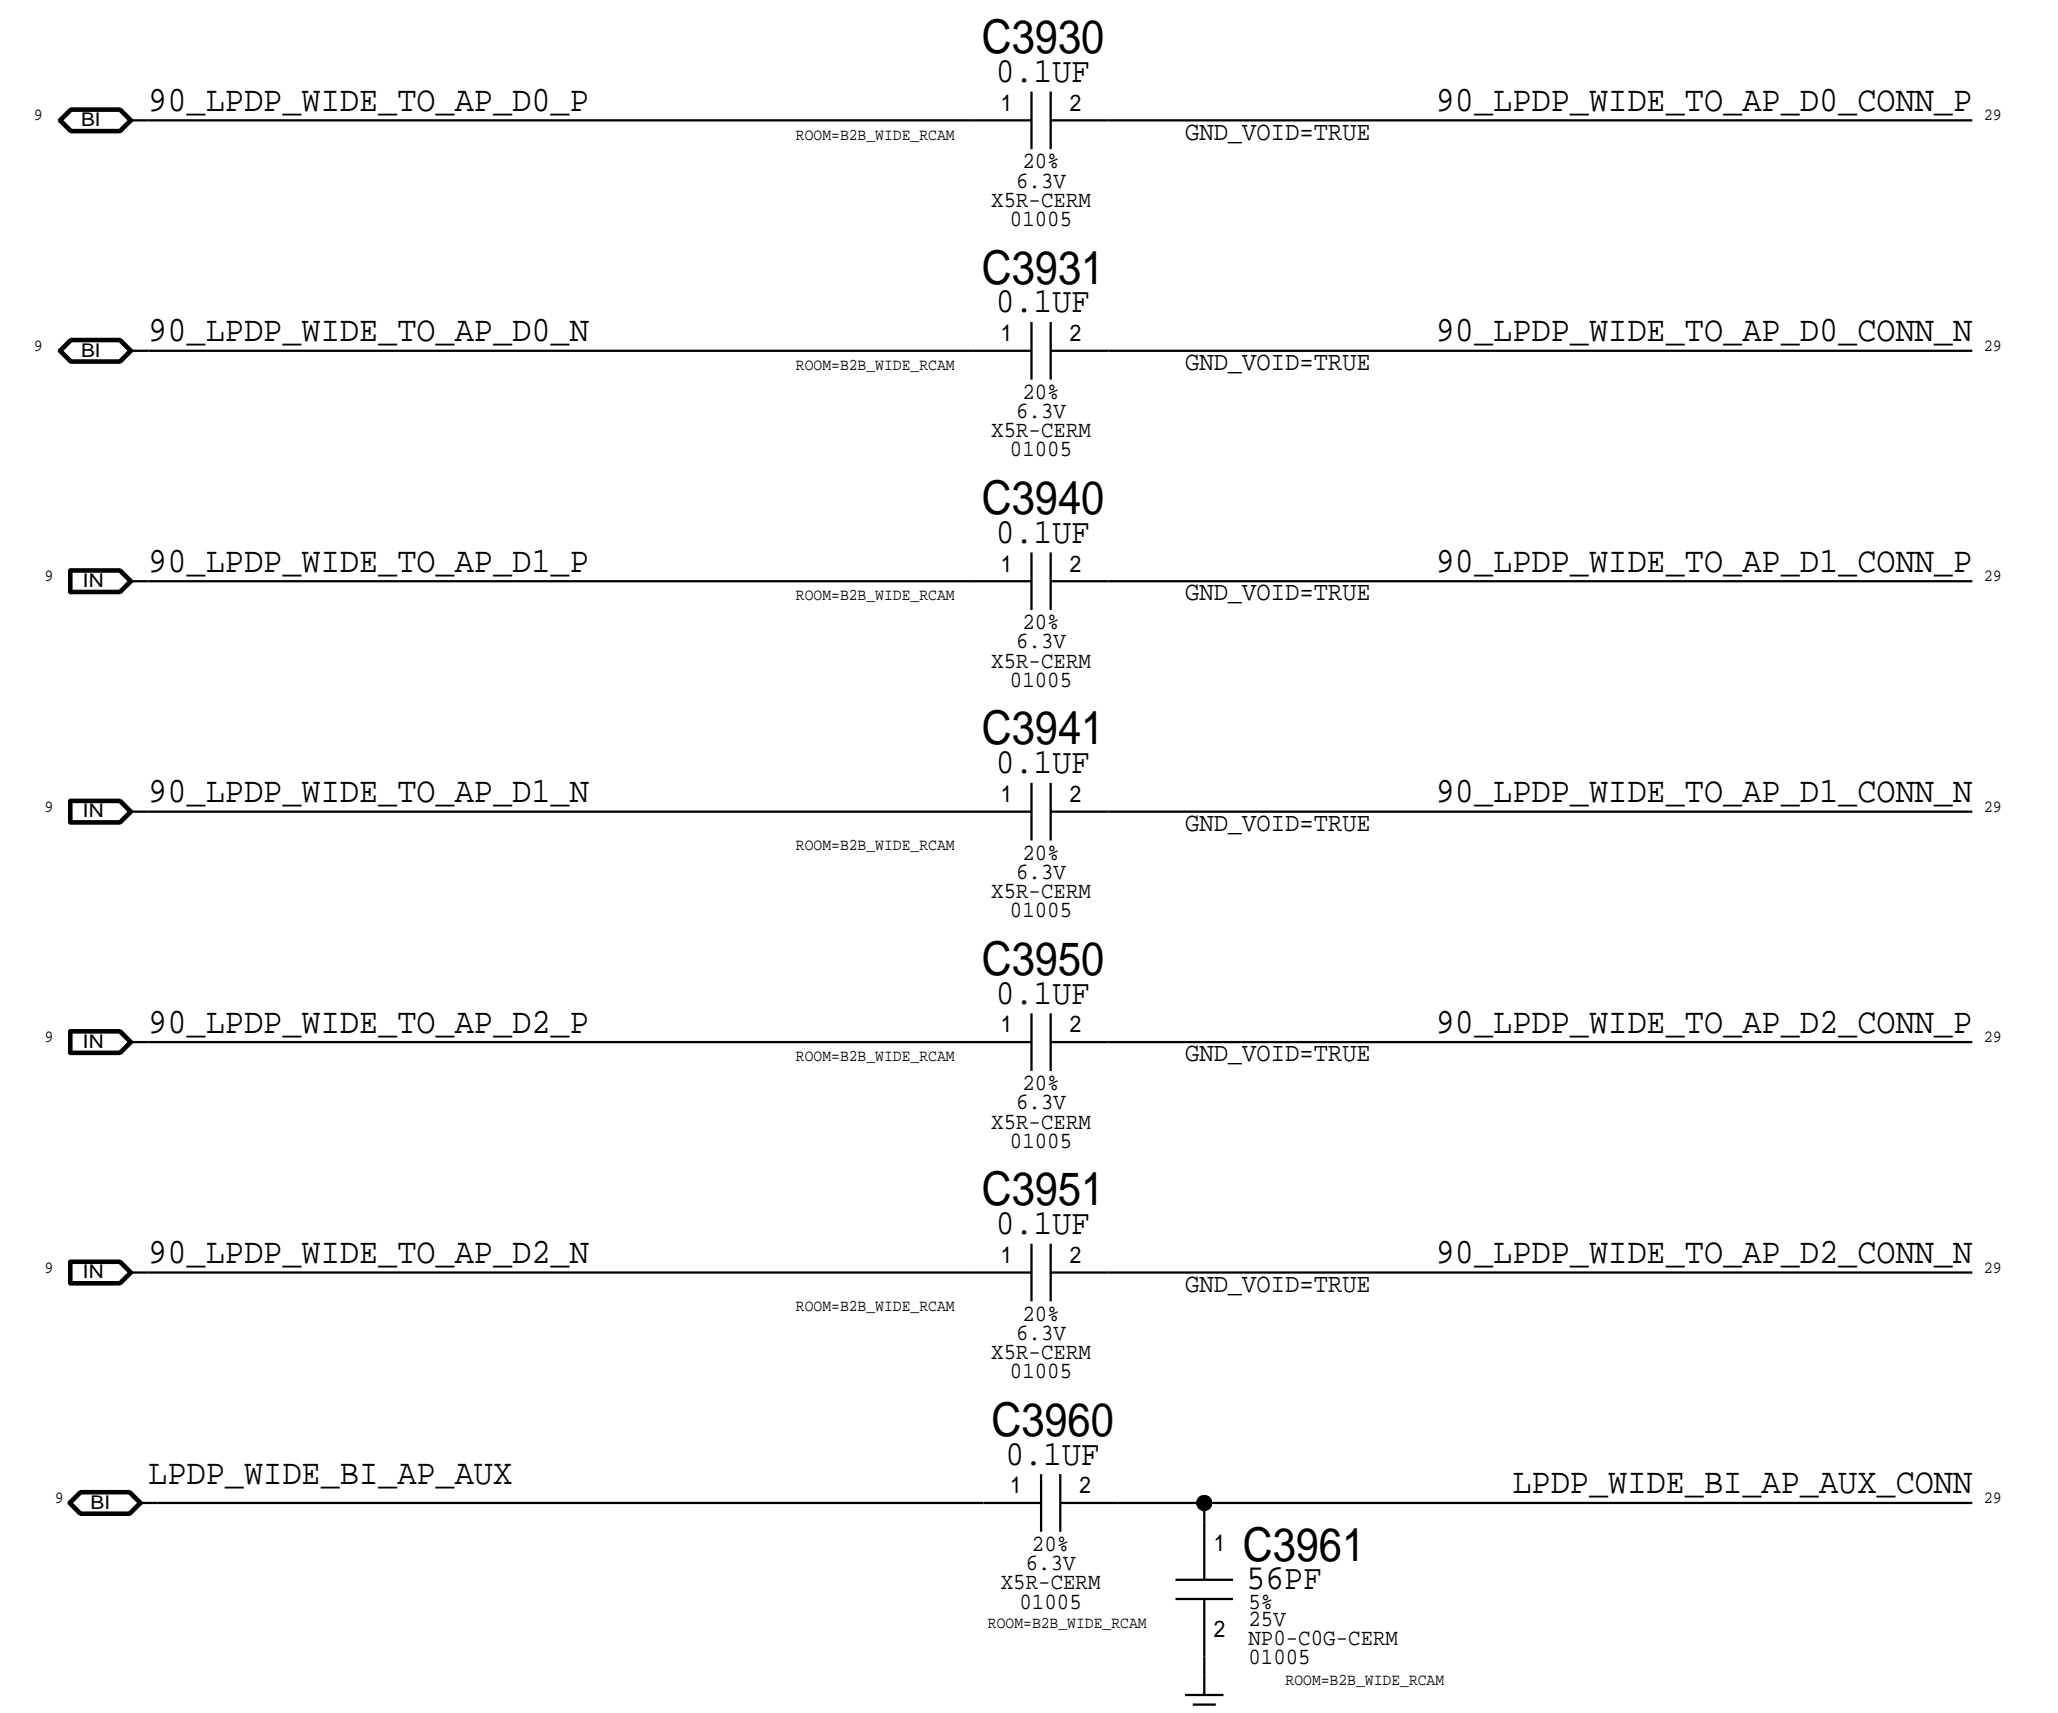 C3930
0.1UF
9 BI 90_LPDP_WIDE_TO_AP_D0_P 1 2 90_LPDP_WIDE_TO_AP_D0_CONN_P 29
ROOM=B2B_WIDE_RCAM GND_VOID=TRUE
20%
6.3V
X5R-CERM
01005
C3931
0.1UF
9 BI 90_LPDP_WIDE_TO_AP_D0_N 1 2 90_LPDP_WIDE_TO_AP_D0_CONN_N 29
ROOM=B2B_WIDE_RCAM GND_VOID=TRUE
20%
6.3V
X5R-CERM
01005
C3940
0.1UF
9 IN 90_LPDP_WIDE_TO_AP_D1_P 1 2 90_LPDP_WIDE_TO_AP_D1_CONN_P 29
ROOM=B2B_WIDE_RCAM GND_VOID=TRUE
20%
6.3V
X5R-CERM
01005
C3941
0.1UF
9 IN 90_LPDP_WIDE_TO_AP_D1_N 1 2 90_LPDP_WIDE_TO_AP_D1_CONN_N 29
GND_VOID=TRUE
ROOM=B2B_WIDE_RCAM
20%
6.3V
X5R-CERM
01005
C3950
0.1UF
9 IN 90_LPDP_WIDE_TO_AP_D2_P 1 2 90_LPDP_WIDE_TO_AP_D2_CONN_P 29
ROOM=B2B_WIDE_RCAM GND_VOID=TRUE
20%
6.3V
X5R-CERM
01005
C3951
0.1UF
9 IN 90_LPDP_WIDE_TO_AP_D2_N 1 2 90_LPDP_WIDE_TO_AP_D2_CONN_N 29
GND_VOID=TRUE
ROOM=B2B_WIDE_RCAM
20%
6.3V
X5R-CERM
01005
C3960
0.1UF
9 BI LPDP_WIDE_BI_AP_AUX 1 2 LPDP_WIDE_BI_AP_AUX_CONN 29
20%
6.3V
X5R-CERM
01005
ROOM=B2B_WIDE_RCAM
1 C3961
56PF
5%
25V
2 NP0-C0G-CERM
01005
ROOM=B2B_WIDE_RCAM